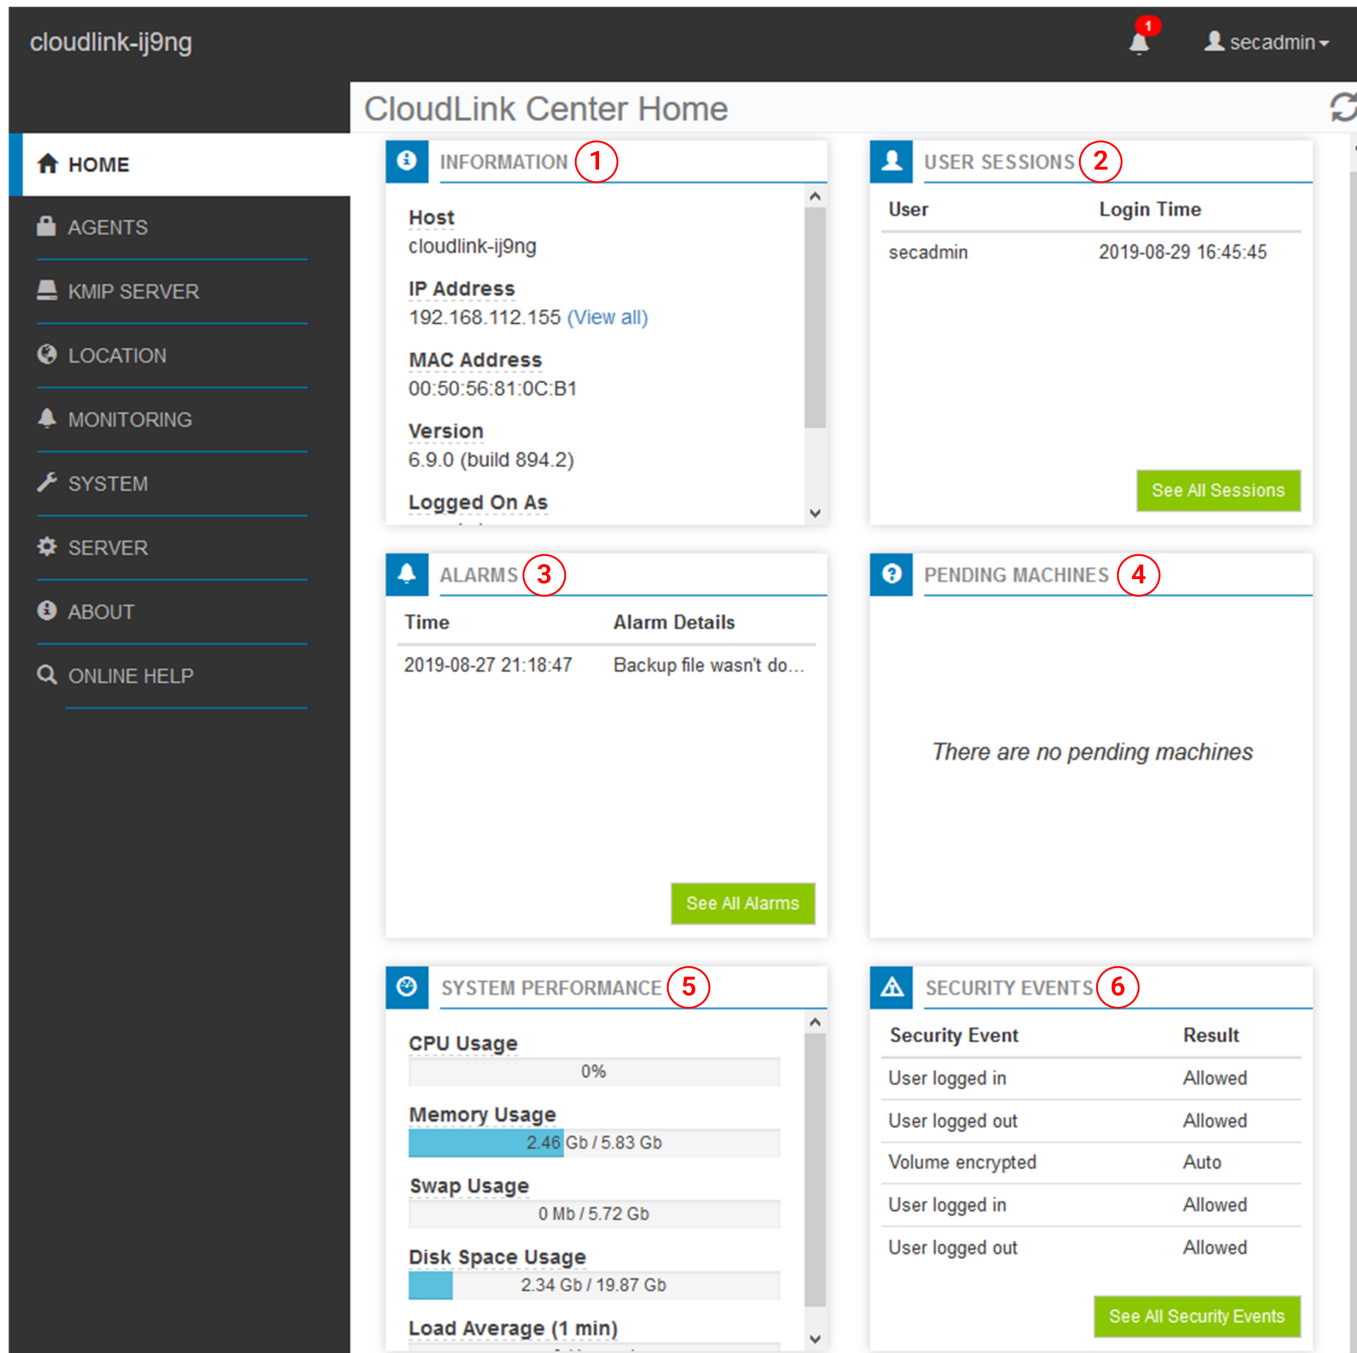 cloudlink-ij9ng
1
secadmin
CloudLink Center Home
HOME
AGENTS
KMIP SERVER
LOCATION
MONITORING
SYSTEM
SERVER
ABOUT
ONLINE HELP
INFORMATION 1
Host
cloudlink-ij9ng
IP Address
192.168.112.155 (View all)
MAC Address
00:50:56:81:0C:B1
Version
6.9.0 (build 894.2)
Logged On As
USER SESSIONS 2
User Login Time
secadmin 2019-08-29 16:45:45
See All Sessions
ALARMS 3
Time Alarm Details
2019-08-27 21:18:47 Backup file wasn't do...
See All Alarms
PENDING MACHINES 4
There are no pending machines
SYSTEM PERFORMANCE 5
CPU Usage
0%
Memory Usage
2.46 Gb / 5.83 Gb
Swap Usage
0 Mb / 5.72 Gb
Disk Space Usage
2.34 Gb / 19.87 Gb
Load Average (1 min)
SECURITY EVENTS 6
Security Event Result
User logged in Allowed
User logged out Allowed
Volume encrypted Auto
User logged in Allowed
User logged out Allowed
See All Security Events